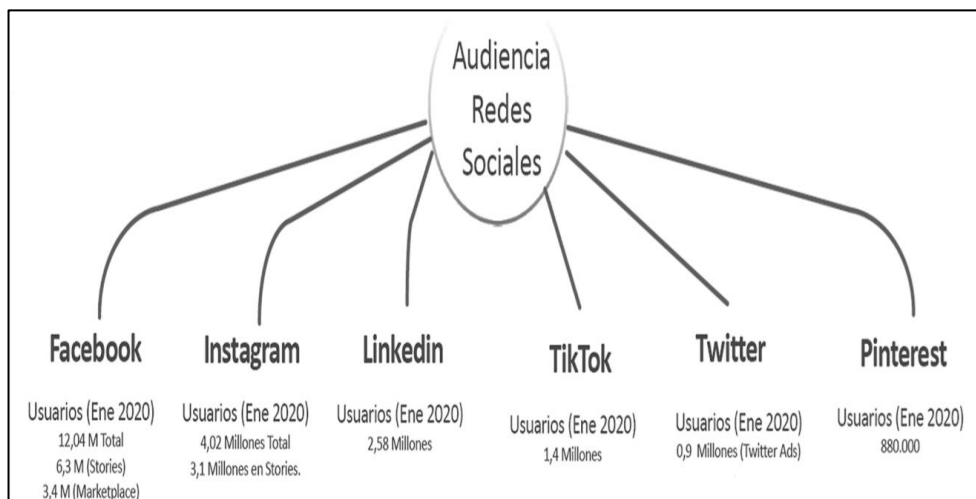 Audiencia
Redes
Sociales
Facebook
Usuarios (Ene 2020)
12,04 M Total
6,3 M (Stories)
3,4 M (Marketplace)
Instagram
Usuarios (Ene 2020)
4,02 Millones Total
3,1 Millones en Stories.
Linkedin
Usuarios (Ene 2020)
2,58 Millones
TikTok
Usuarios (Ene 2020)
1,4 Millones
Twitter
Usuarios (Ene 2020)
0,9 Millones (Twitter Ads)
Pinterest
Usuarios (Ene 2020)
880.000